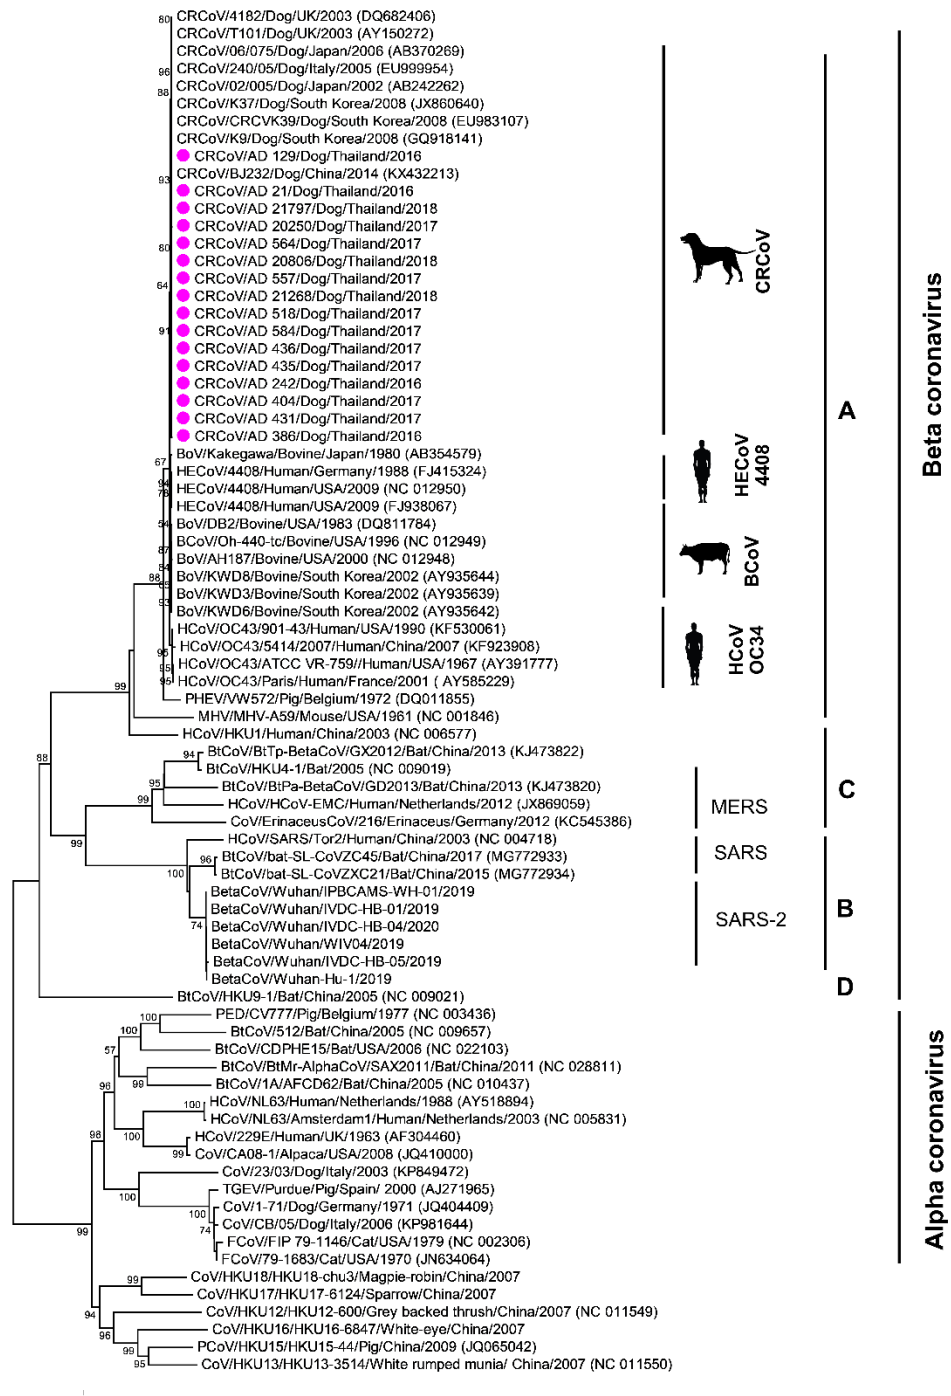 CRCoV/4182/Dog/UK/2003 (DQ682406)
CRCoV/T101/Dog/UK/2003 (AY150272)
CRCoV/06/075/Dog/Japan/2006 (AB370269)
CRCoV/240/05/Dog/Italy/2005 (EU999954)
CRCoV/02/005/Dog/Japan/2002 (AB242262)
CRCoV/K37/Dog/South Korea/2008 (JX860640)
CRCoV/CRCVK39/Dog/South Korea/2008 (EU983107)
CRCoV/K9/Dog/South Korea/2008 (GQ918141)
CRCoV/AD 129/Dog/Thailand/2016
CRCoV/BJ232/Dog/China/2014 (KX432213)
CRCoV/AD 21/Dog/Thailand/2016
CRCoV/AD 21797/Dog/Thailand/2018
CRCoV/AD 20250/Dog/Thailand/2017
CRCoV/AD 564/Dog/Thailand/2017
CRCoV/AD 20806/Dog/Thailand/2018
CRCoV/AD 557/Dog/Thailand/2017
CRCoV/AD 21268/Dog/Thailand/2018
CRCoV/AD 518/Dog/Thailand/2017
CRCoV/AD 584/Dog/Thailand/2017
CRCoV/AD 436/Dog/Thailand/2017
CRCoV/AD 435/Dog/Thailand/2017
CRCoV/AD 242/Dog/Thailand/2016
CRCoV/AD 404/Dog/Thailand/2017
CRCoV/AD 431/Dog/Thailand/2017
CRCoV/AD 386/Dog/Thailand/2016
BoV/Kakegawa/Bovine/Japan/1980 (AB354579)
HECoV/4408/Human/Germany/1988 (FJ415324)
HECoV/4408/Human/USA/2009 (NC 012950)
HECoV/4408/Human/USA/2009 (FJ938067)
BoV/DB2/Bovine/USA/1983 (DQ811784)
BCoV/Oh-440-tc/Bovine/USA/1996 (NC 012949)
BoV/AH187/Bovine/USA/2000 (NC 012948)
BoV/KWD8/Bovine/South Korea/2002 (AY935644)
BoV/KWD3/Bovine/South Korea/2002 (AY935639)
BoV/KWD6/Bovine/South Korea/2002 (AY935642)
HCoV/OC43/901-43/Human/USA/1990 (KF530061)
HCoV/OC43/5414/2007/Human/China/2007 (KF923908)
HCoV/OC43/ATCC VR-759//Human/USA/1967 (AY391777)
HCoV/OC43/Paris/Human/France/2001 ( AY585229)
PHEV/VW572/Pig/Belgium/1972 (DQ011855)
MHV/MHV-A59/Mouse/USA/1961 (NC 001846)
HCoV/HKU1/Human/China/2003 (NC 006577)
BtCoV/BtTp-BetaCoV/GX2012/Bat/China/2013 (KJ473822)
BtCoV/HKU4-1/Bat/2005 (NC 009019)
BtCoV/BtPa-BetaCoV/GD2013/Bat/China/2013 (KJ473820)
HCoV/HCoV-EMC/Human/Netherlands/2012 (JX869059)
CoV/ErinaceusCoV/216/Erinaceus/Germany/2012 (KC545386)
HCoV/SARS/Tor2/Human/China/2003 (NC 004718)
BtCoV/bat-SL-CoVZC45/Bat/China/2017 (MG772933)
BtCoV/bat-SL-CoVZXC21/Bat/China/2015 (MG772934)
BetaCoV/Wuhan/IPBCAMS-WH-01/2019
BetaCoV/Wuhan/IVDC-HB-01/2019
BetaCoV/Wuhan/IVDC-HB-04/2020
BetaCoV/Wuhan/WIV04/2019
BetaCoV/Wuhan/IVDC-HB-05/2019
BetaCoV/Wuhan-Hu-1/2019
BtCoV/HKU9-1/Bat/China/2005 (NC 009021)
PED/CV777/Pig/Belgium/1977 (NC 003436)
BtCoV/512/Bat/China/2005 (NC 009657)
BtCoV/CDPHE15/Bat/USA/2006 (NC 022103)
BtCoV/BtMr-AlphaCoV/SAX2011/Bat/China/2011 (NC 028811)
BtCoV/1A/AFCD62/Bat/China/2005 (NC 010437)
HCoV/NL63/Human/Netherlands/1988 (AY518894)
HCoV/NL63/Amsterdam1/Human/Netherlands/2003 (NC 005831)
HCoV/229E/Human/UK/1963 (AF304460)
CoV/CA08-1/Alpaca/USA/2008 (JQ410000)
CoV/23/03/Dog/Italy/2003 (KP849472)
TGEV/Purdue/Pig/Spain/ 2000 (AJ271965)
CoV/1-71/Dog/Germany/1971 (JQ404409)
CoV/CB/05/Dog/Italy/2006 (KP981644)
FCoV/FIP 79-1146/Cat/USA/1979 (NC 002306)
FCoV/79-1683/Cat/USA/1970 (JN634064)
CoV/HKU18/HKU18-chu3/Magpie-robin/China/2007
CoV/HKU17/HKU17-6124/Sparrow/China/2007
CoV/HKU12/HKU12-600/Grey backed thrush/China/2007 (NC 011549)
CoV/HKU16/HKU16-6847/White-eye/China/2007
PCoV/HKU15/HKU15-44/Pig/China/2009 (JQ065042)
CoV/HKU13/HKU13-3514/White rumped munia/ China/2007 (NC 011550)
80
96
88
93
80
64
91
67
94
78
54
87
84
93
88
95
95
95
99
88
94
95
99
99
96
100
74
100
100
57
99
96
100
100
99
98
100
100
74
99
99
94
96
99
95
CRCoV
HECoV
4408
BCoV
HCoV
OC34
MERS
SARS
SARS-2
A
C
B
D
Beta coronavirus
Alpha coronavirus